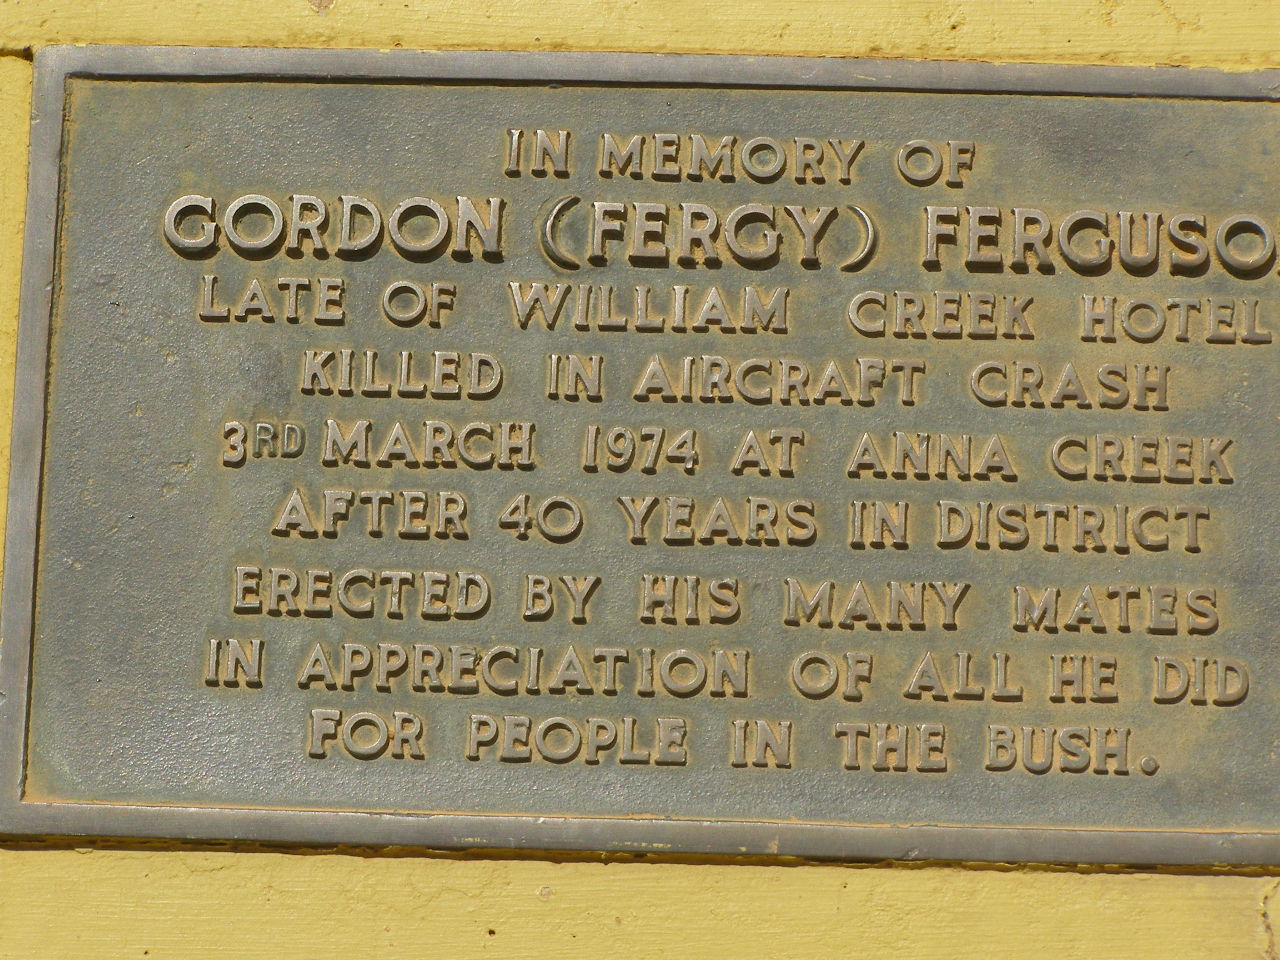 IN MEMORY OF
GORDON (FERGY) FERGUSO
LATE OF WILLIAM CREEK HOTEL
KILLED IN AIRCRAFT CRASH
3RD MARCH 1974 AT ANNA CREEK
AFTER 40 YEARS IN DISTRICT
ERECTED BY HIS MANY MATES
IN APPRECIATION OF ALL HE DID
FOR PEOPLE IN THE BUSH.